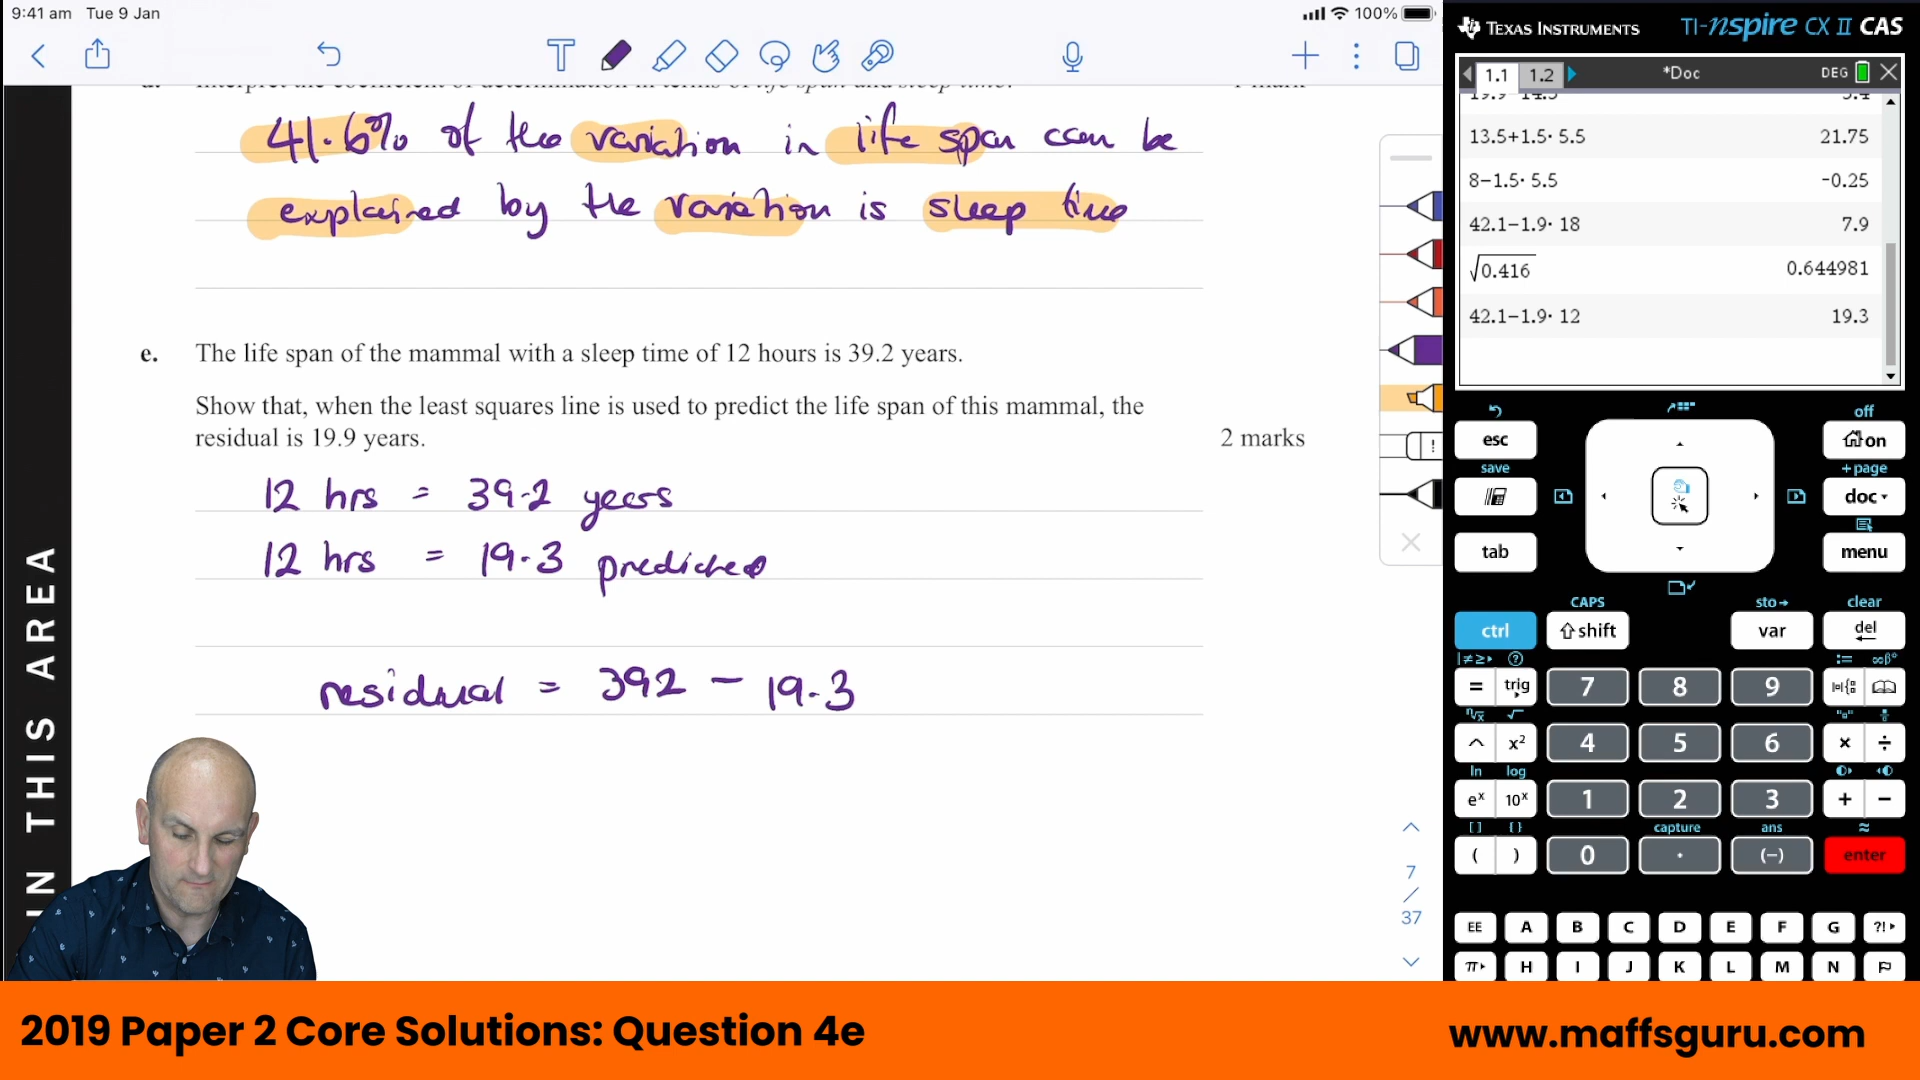 9:41 am Tue 9 Jan
100%
41.6% of the variation in life span can be
explained by the variation is sleep time
e. The life span of the mammal with a sleep time of 12 hours is 39.2 years.
Show that, when the least squares line is used to predict the life span of this mammal, the
residual is 19.9 years.
2 marks
12 hrs = 39.2 years
12 hrs = 19.3 predicted
residual = 392 - 19.3
IN THIS AREA
7
/
37
TEXAS INSTRUMENTS TI-nspire CX II CAS
1.1 1.2 *Doc DEG
13.5+1.5· 5.5 21.75
8−1.5· 5.5 -0.25
42.1−1.9· 18 7.9
√0.416 0.644981
42.1−1.9· 12 19.3
off
esc on
save +page
doc
tab menu
CAPS sto→ clear
ctrl shift var del
= trig 7 8 9
^ x² 4 5 6 × ÷
ln log
eˣ 10ˣ 1 2 3 + −
[] {} capture ans ≈
( ) 0 . (−) enter
EE A B C D E F G ?!▸
π▸ H I J K L M N
2019 Paper 2 Core Solutions: Question 4e
www.maffsguru.com